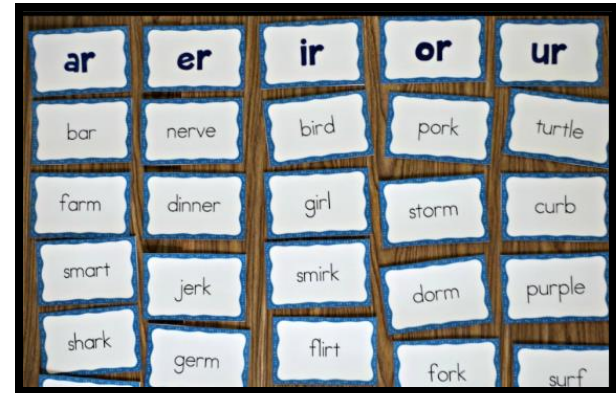 ar er ir or ur
bar nerve bird pork turtle
farm dinner girl storm curb
smart jerk smirk dorm purple
shark germ flirt fork surf